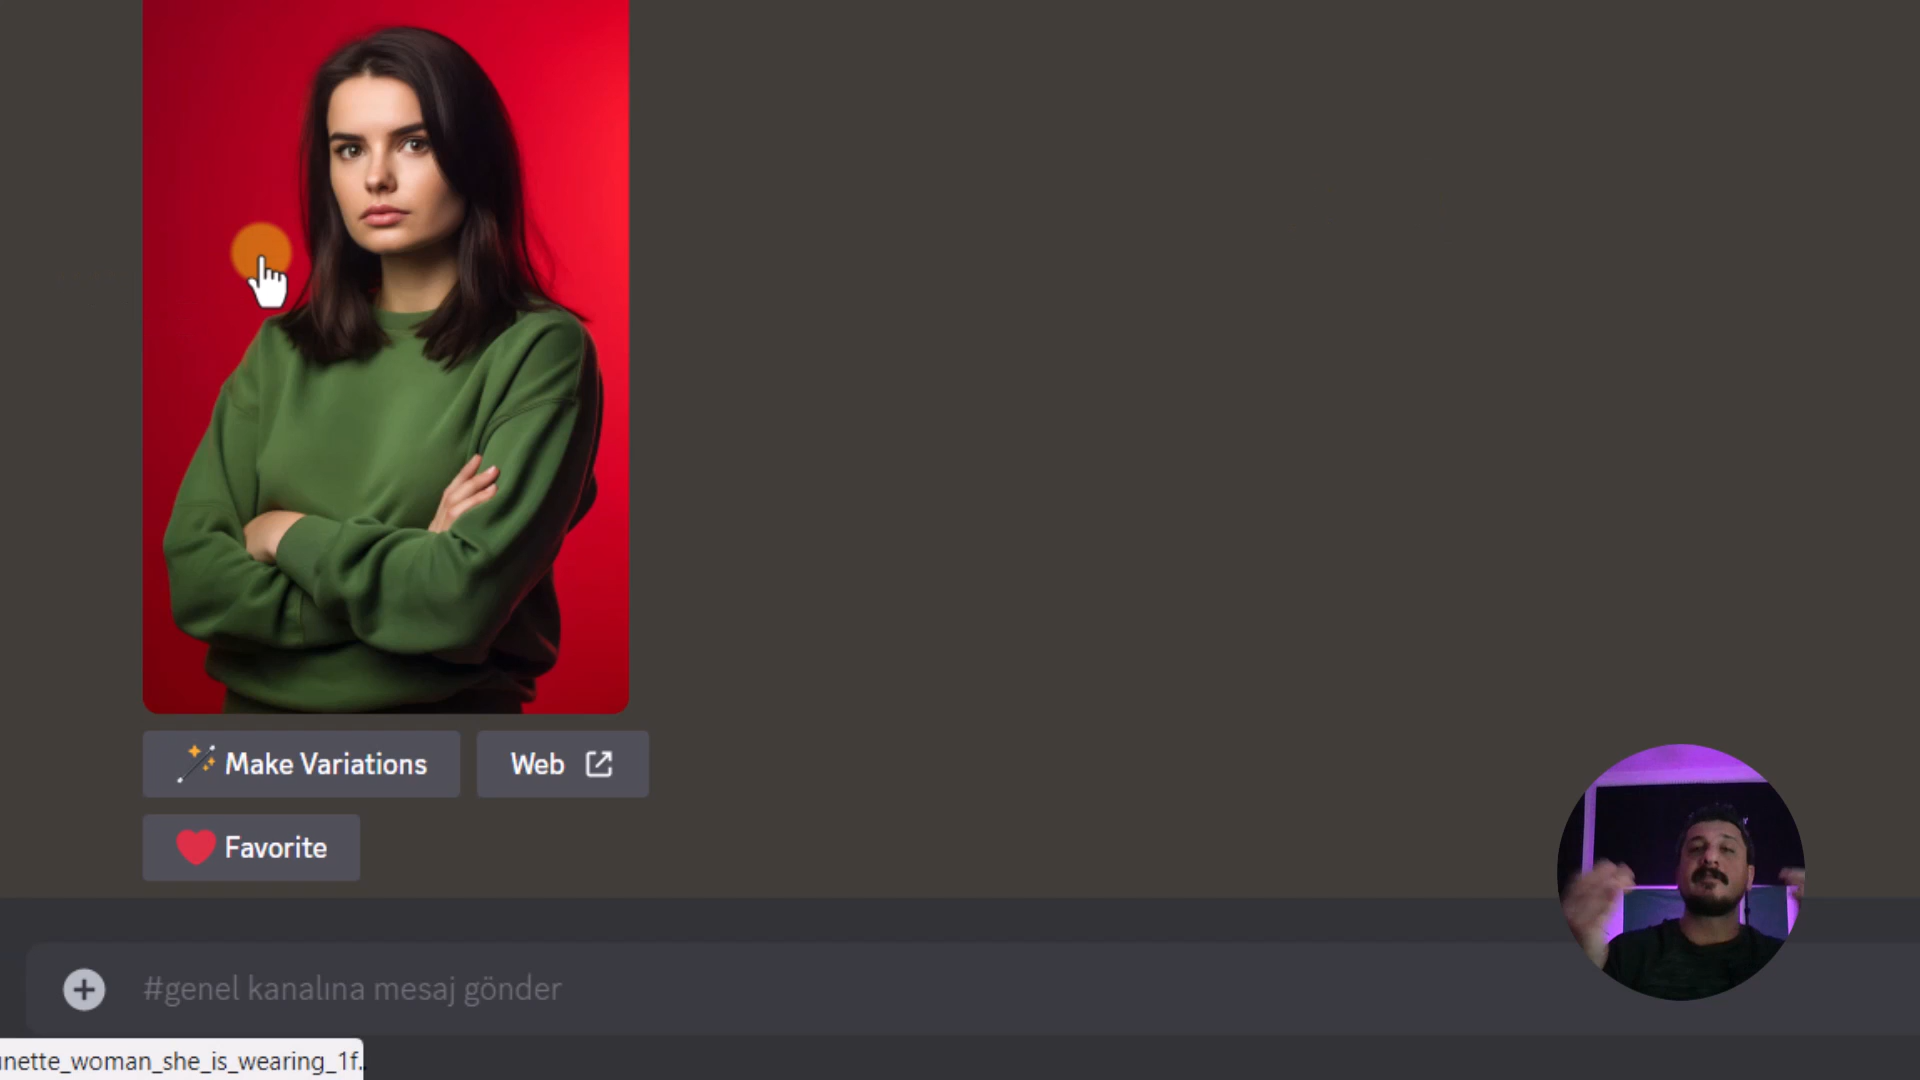 Make Variations
Web
Favorite
#genel kanalına mesaj gönder
nette_woman_she_is_wearing_1f..